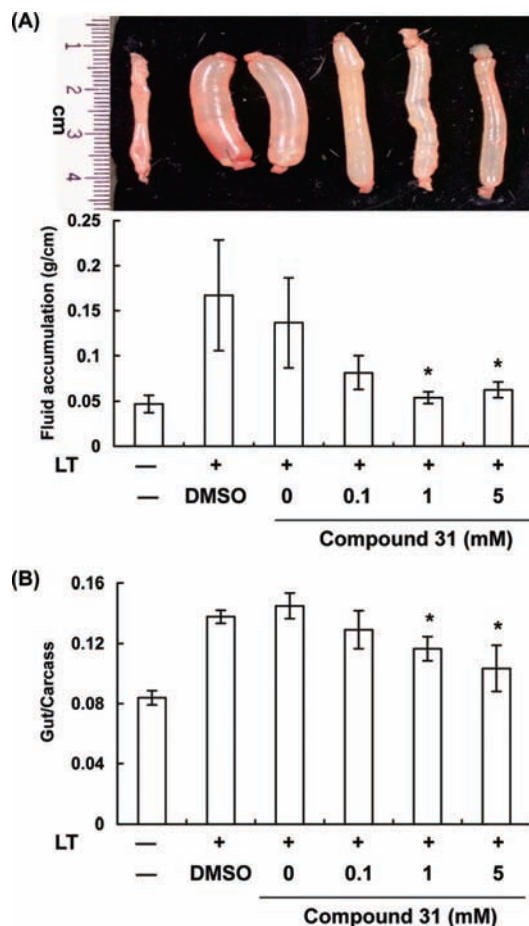 (A)
1
2
3
4
cm
0.25
0.2
0.15
0.1
0.05
0
Fluid accumulation (g/cm)
* *
LT — + + + + +
— DMSO 0 0.1 1 5
Compound 31 (mM)
(B)
0.16
0.12
0.08
0.04
0
Gut/Carcass
* *
LT — + + + + +
— DMSO 0 0.1 1 5
Compound 31 (mM)